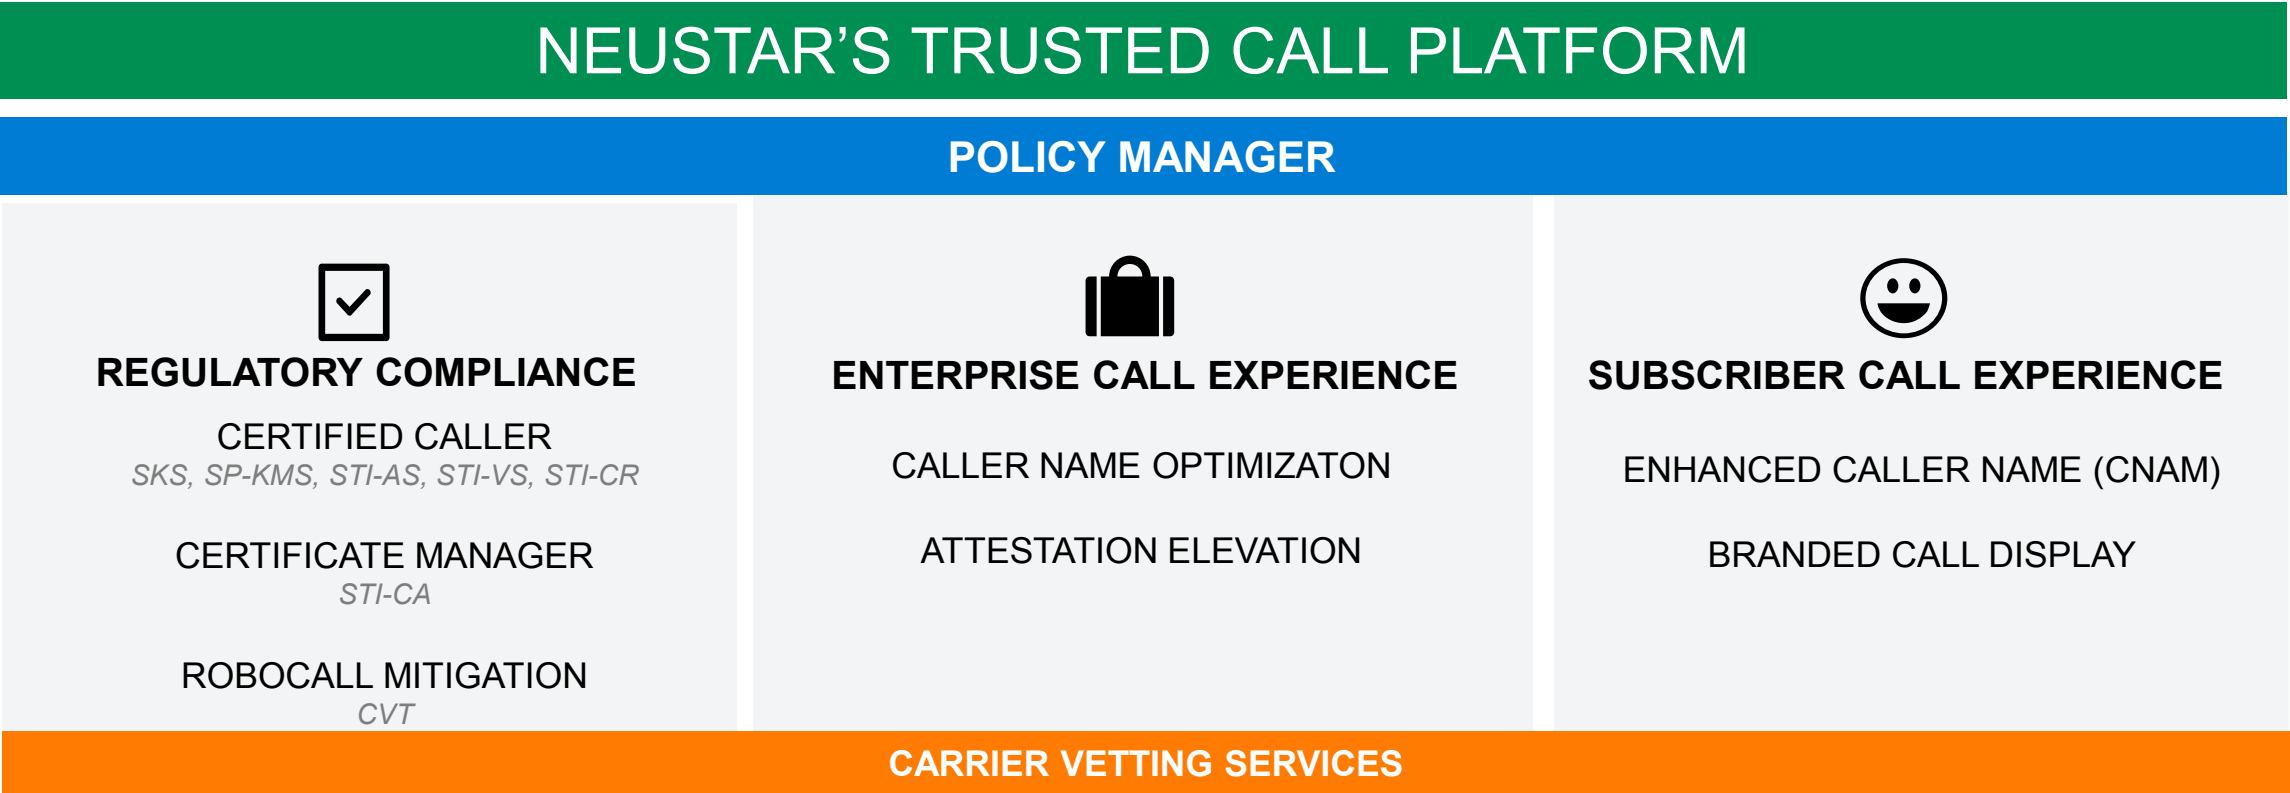 NEUSTAR’S TRUSTED CALL PLATFORM
POLICY MANAGER
REGULATORY COMPLIANCE
CERTIFIED CALLER
SKS, SP-KMS, STI-AS, STI-VS, STI-CR
CERTIFICATE MANAGER
STI-CA
ROBOCALL MITIGATION
CVT
ENTERPRISE CALL EXPERIENCE
CALLER NAME OPTIMIZATON
ATTESTATION ELEVATION
SUBSCRIBER CALL EXPERIENCE
ENHANCED CALLER NAME (CNAM)
BRANDED CALL DISPLAY
CARRIER VETTING SERVICES